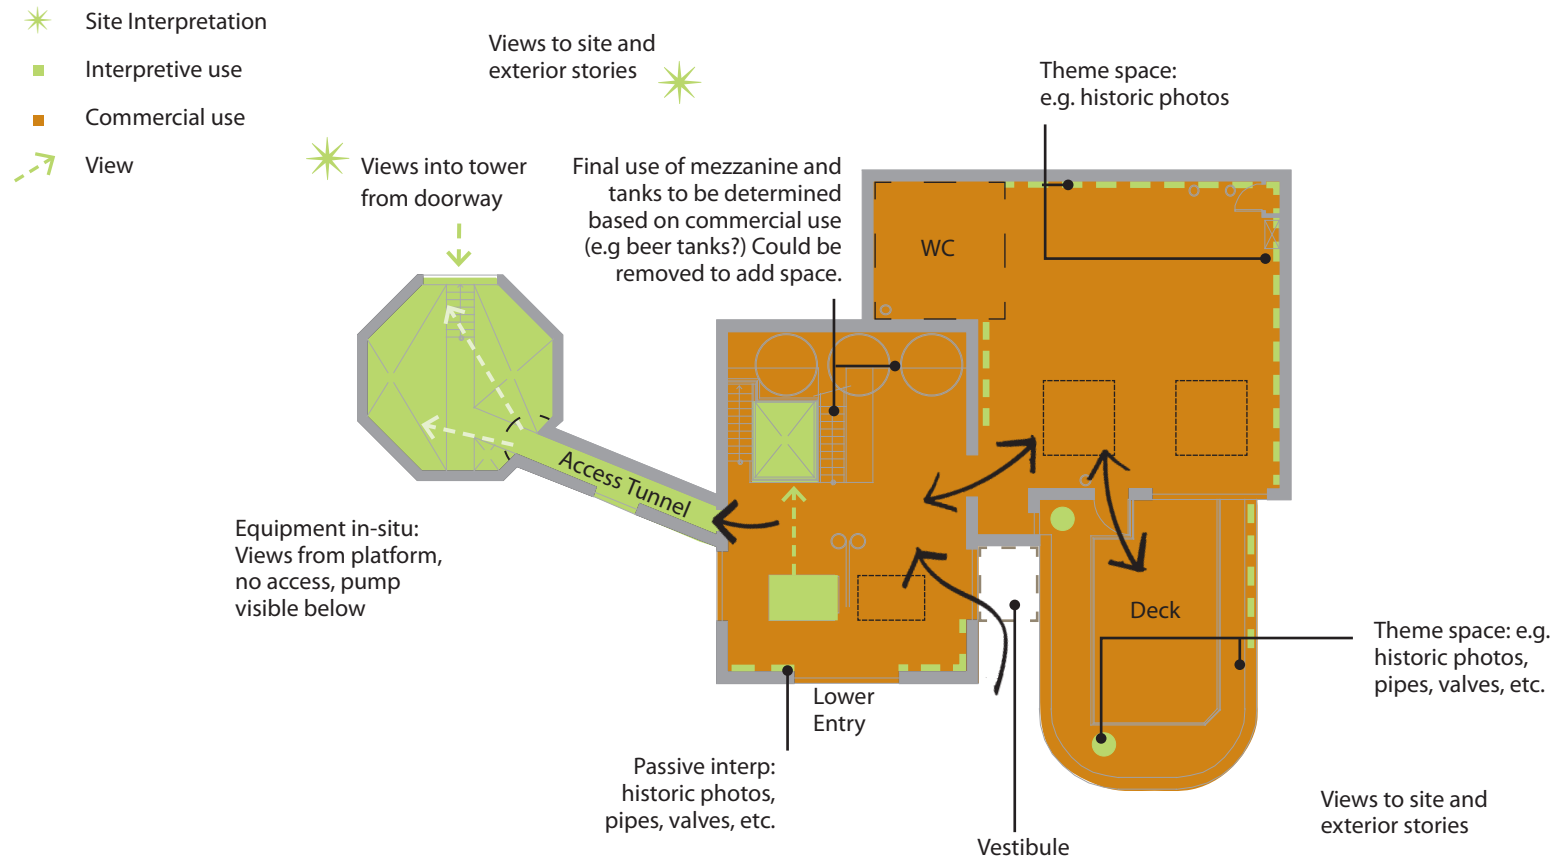 Site Interpretation
Interpretive use
Commercial use
View
Views to site and
exterior stories
Theme space:
e.g. historic photos
Views into tower
from doorway
Final use of mezzanine and
tanks to be determined
based on commercial use
(e.g beer tanks?) Could be
removed to add space.
WC
Access Tunnel
Equipment in-situ:
Views from platform,
no access, pump
visible below
Deck
Theme space: e.g.
historic photos,
pipes, valves, etc.
Lower
Entry
Passive interp:
historic photos,
pipes, valves, etc.
Vestibule
Views to site and
exterior stories